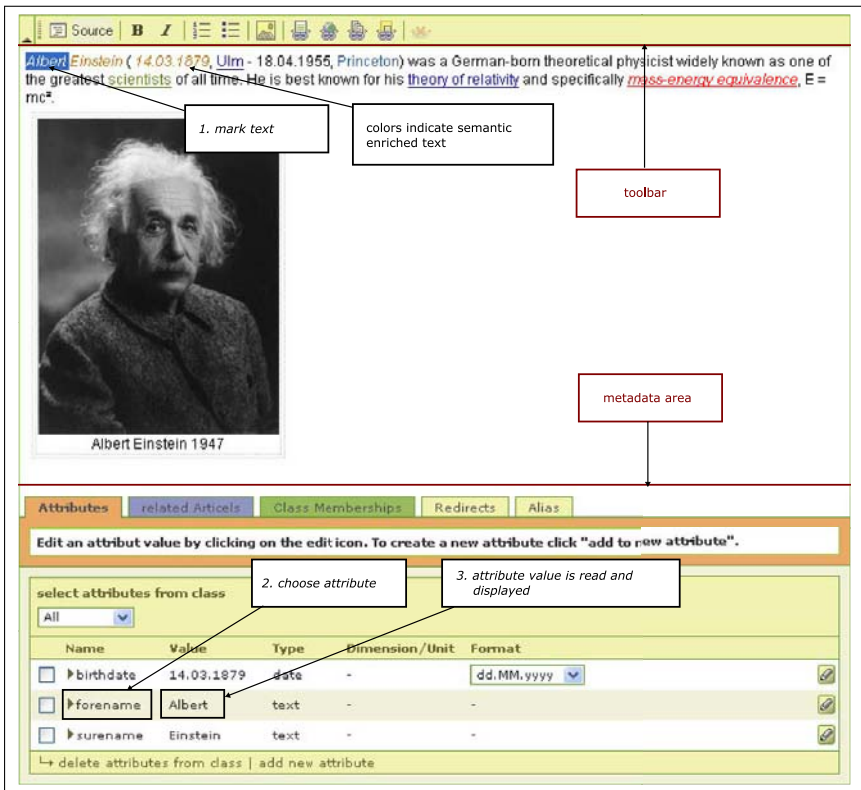 Source B I
Albert Einstein ( 14.03.1879, Ulm - 18.04.1955, Princeton) was a German-born theoretical physicist widely known as one of
the greatest scientists of all time. He is best known for his theory of relativity and specifically mass-energy equivalence, E =
mc².
1. mark text
colors indicate semantic
enriched text
toolbar
metadata area
Albert Einstein 1947
Attributes related Articels Class Memberships Redirects Alias
Edit an attribut value by clicking on the edit icon. To create a new attribute click "add to new attribute".
2. choose attribute
3. attribute value is read and
displayed
select attributes from class
All
Name Value Type Dimension/Unit Format
birthdate 14.03.1879 date - dd.MM.yyyy
forename Albert text - -
surename Einstein text - -
delete attributes from class | add new attribute